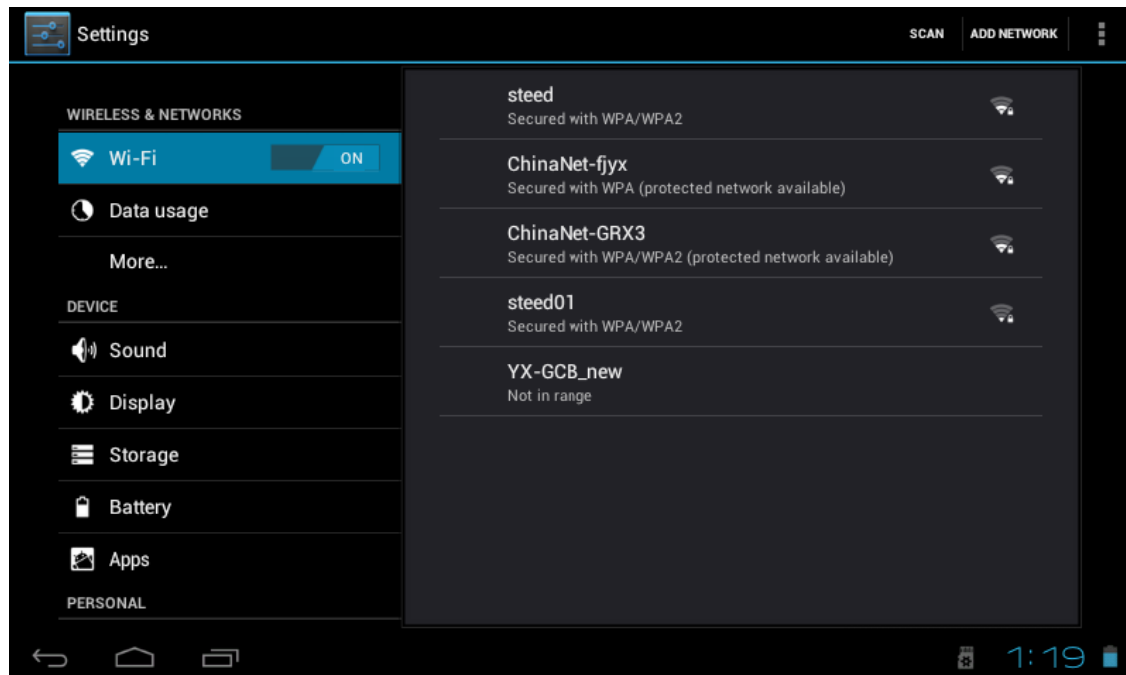 Settings
SCAN
ADD NETWORK
WIRELESS & NETWORKS
Wi-Fi
ON
Data usage
More...
DEVICE
Sound
Display
Storage
Battery
Apps
PERSONAL
steed
Secured with WPA/WPA2
ChinaNet-fjyx
Secured with WPA (protected network available)
ChinaNet-GRX3
Secured with WPA/WPA2 (protected network available)
steed01
Secured with WPA/WPA2
YX-GCB_new
Not in range
1:19